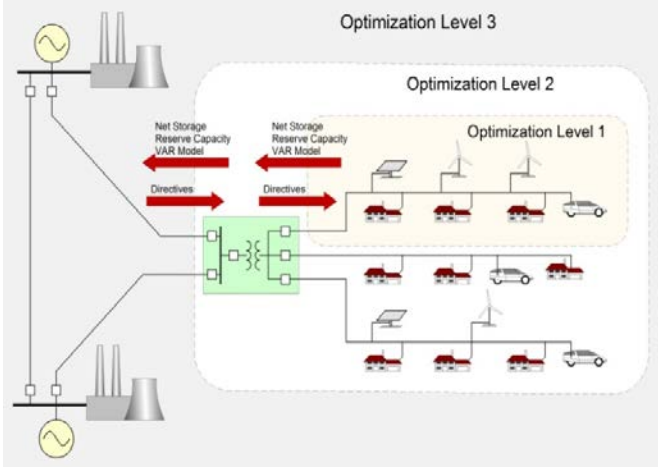 Optimization Level 3
Optimization Level 2
Optimization Level 1
Net Storage
Reserve Capacity
VAR Model
Net Storage
Reserve Capacity
VAR Model
Directives
Directives